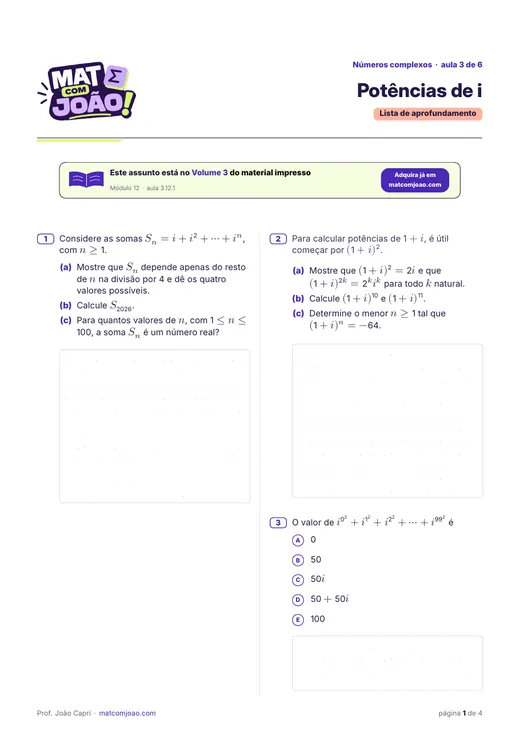 MAT Σ
COM
JOÃO!
Números complexos · aula 3 de 6
Potências de i
Lista de aprofundamento
Este assunto está no Volume 3 do material impresso
Módulo 12 · aula 3.12.1
Adquira já em
matcomjoao.com
1 Considere as somas Sₙ = i + i² + ⋯ + iⁿ,
com n ≥ 1.
(a) Mostre que Sₙ depende apenas do resto
de n na divisão por 4 e dê os quatro
valores possíveis.
(b) Calcule S₂₀₂₆.
(c) Para quantos valores de n, com 1 ≤ n ≤
100, a soma Sₙ é um número real?
2 Para calcular potências de 1 + i, é útil
começar por (1 + i)².
(a) Mostre que (1 + i)² = 2i e que
(1 + i)²ᵏ = 2ᵏiᵏ para todo k natural.
(b) Calcule (1 + i)¹⁰ e (1 + i)¹¹.
(c) Determine o menor n ≥ 1 tal que
(1 + i)ⁿ = −64.
3 O valor de i^0² + i^1² + i^2² + ⋯ + i^99² é
A 0
B 50
C 50i
D 50 + 50i
E 100
Prof. João Capri · matcomjoao.com
página 1 de 4